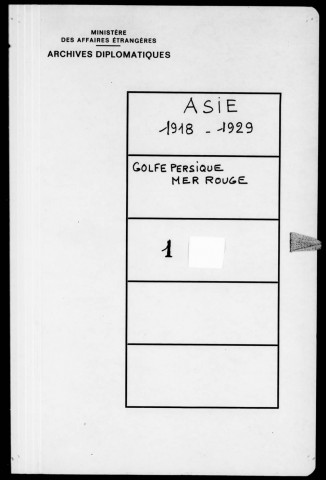 MINISTÈRE
DES AFFAIRES ÉTRANGÈRES
ARCHIVES DIPLOMATIQUES
ASIE
1918 - 1929
GOLFE PERSIQUE
MER ROUGE
1